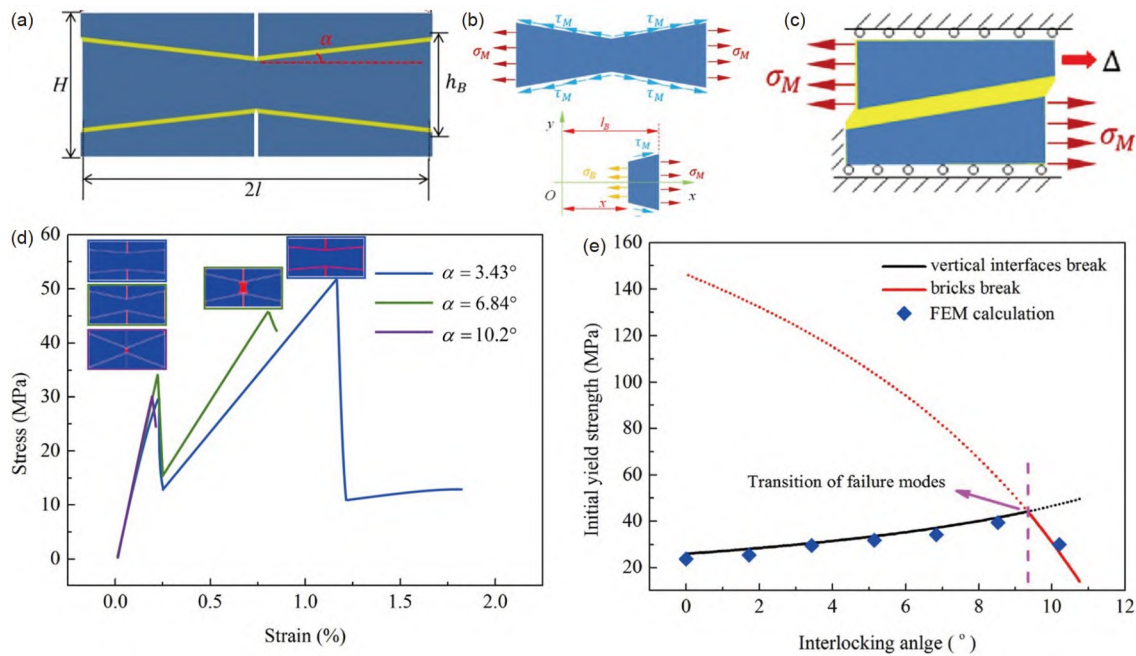 (a)
α
H
h_B
2l
(b)
τ_M
τ_M
σ_M
σ_M
τ_M
τ_M
y
l_B
τ_M
σ_B
σ_M
O
x
x
τ_M
(c)
σ_M
Δ
σ_M
(d)
60
50
40
30
20
10
0
Stress (MPa)
α = 3.43°
α = 6.84°
α = 10.2°
0.0 0.5 1.0 1.5 2.0
Strain (%)
(e)
160
140
120
100
80
60
40
20
Initial yield strength (MPa)
vertical interfaces break
bricks break
FEM calculation
Transition of failure modes
0 2 4 6 8 10 12
Interlocking anlge (°)